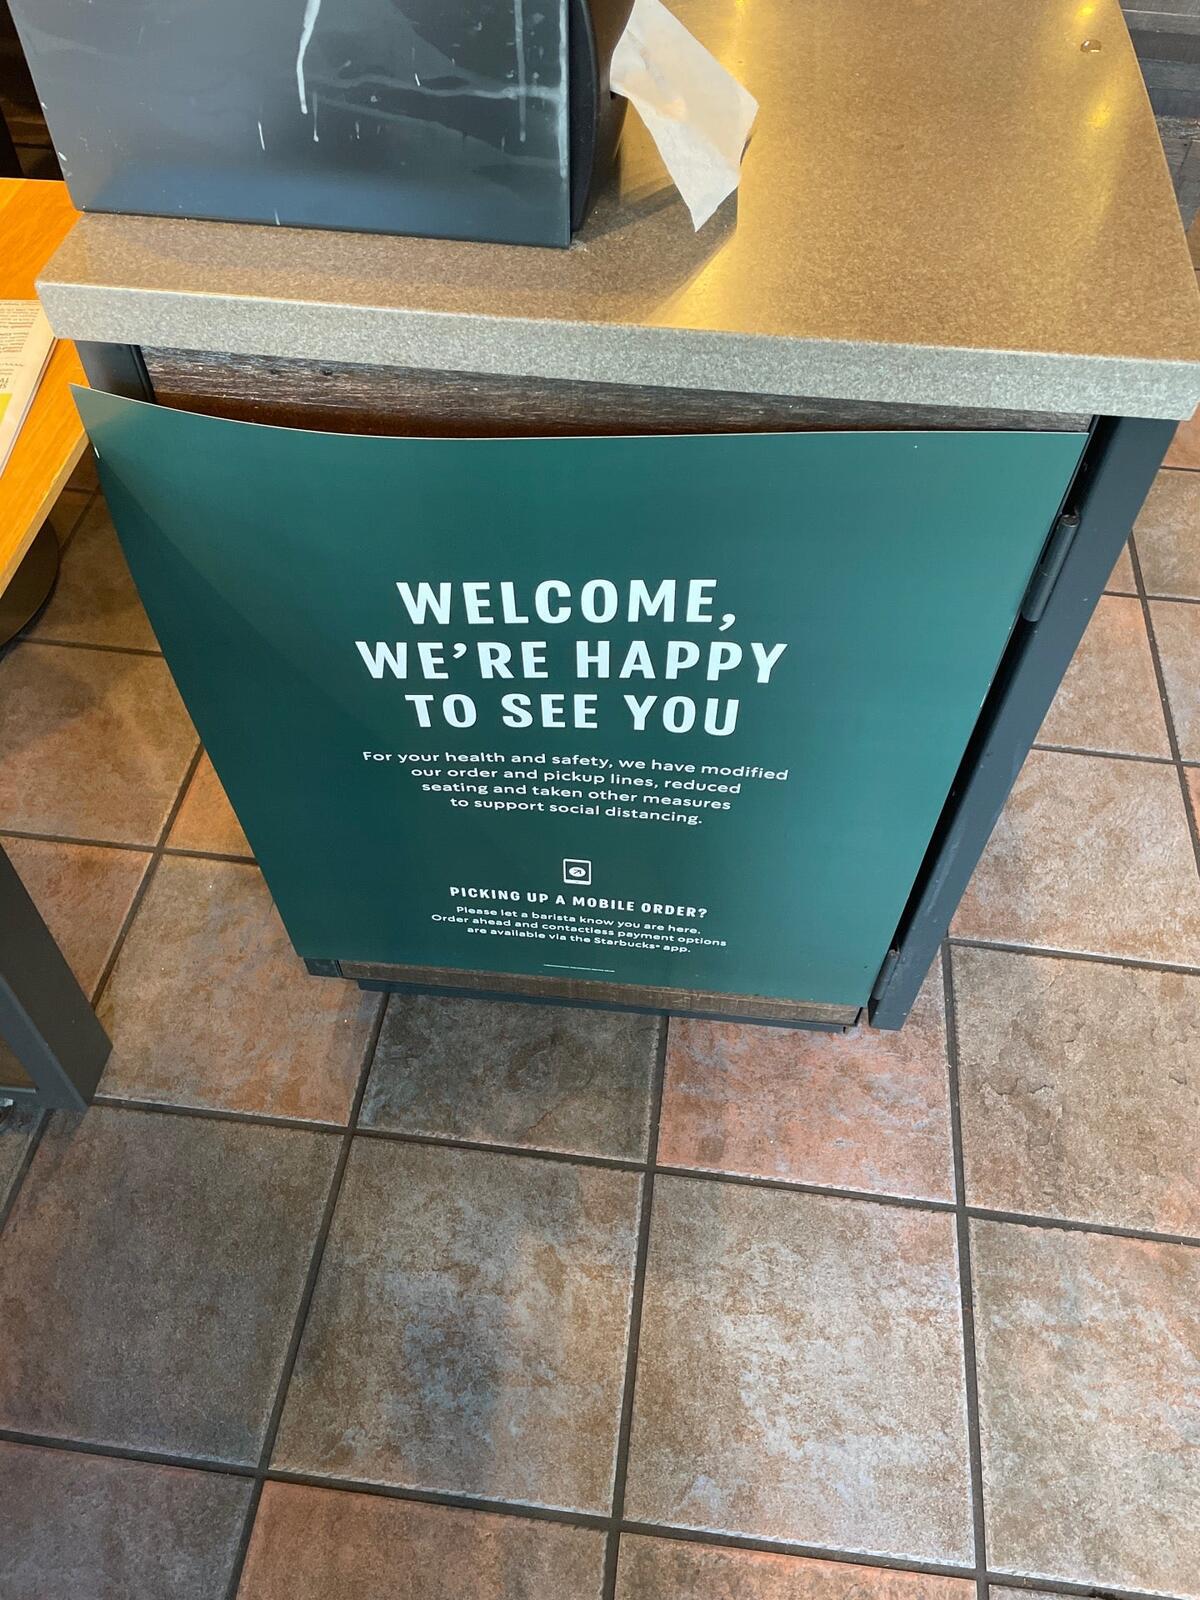 WELCOME,
WE’RE HAPPY
TO SEE YOU
For your health and safety, we have modified
our order and pickup lines, reduced
seating and taken other measures
to support social distancing.
PICKING UP A MOBILE ORDER?
Please let a barista know you are here.
Order ahead and contactless payment options
are available via the Starbucks® app.